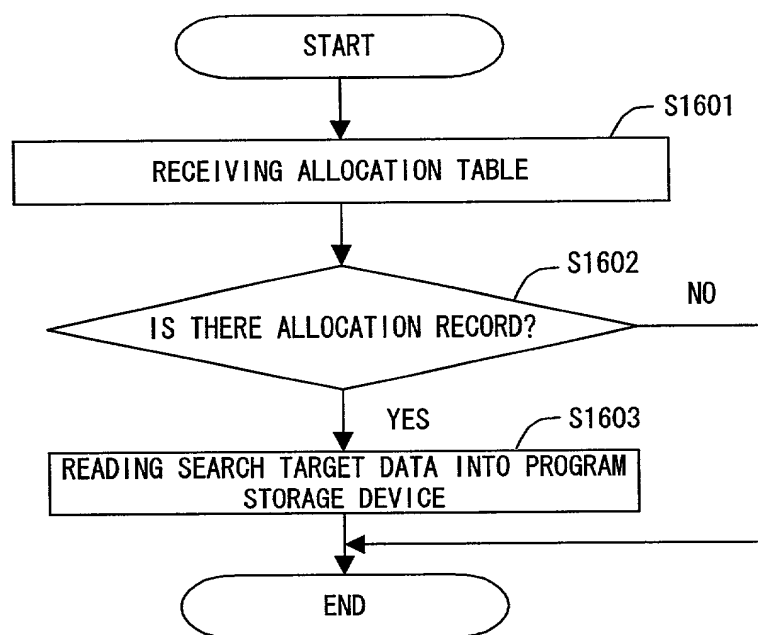 START
S1601
RECEIVING ALLOCATION TABLE
S1602
NO
IS THERE ALLOCATION RECORD?
YES
S1603
READING SEARCH TARGET DATA INTO PROGRAM
STORAGE DEVICE
END